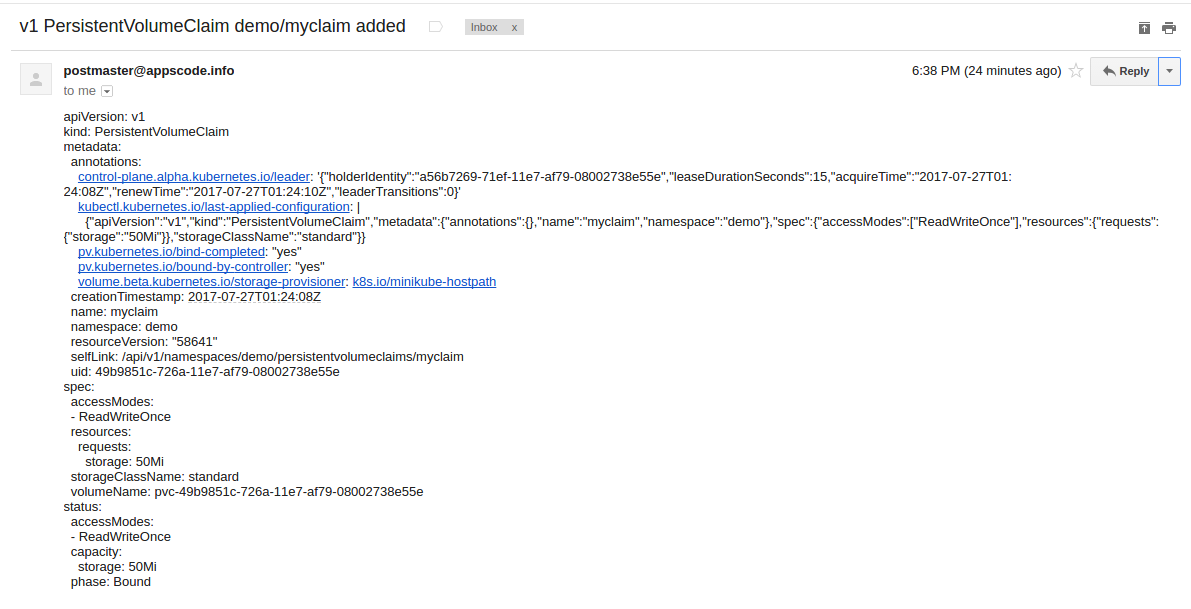 v1 PersistentVolumeClaim demo/myclaim added
Inbox x
postmaster@appscode.info
6:38 PM (24 minutes ago)
Reply
to me
apiVersion: v1
kind: PersistentVolumeClaim
metadata:
  annotations:
    control-plane.alpha.kubernetes.io/leader: '{"holderIdentity":"a56b7269-71ef-11e7-af79-08002738e55e","leaseDurationSeconds":15,"acquireTime":"2017-07-27T01:
24:08Z","renewTime":"2017-07-27T01:24:10Z","leaderTransitions":0}'
    kubectl.kubernetes.io/last-applied-configuration: |
      {"apiVersion":"v1","kind":"PersistentVolumeClaim","metadata":{"annotations":{},"name":"myclaim","namespace":"demo"},"spec":{"accessModes":["ReadWriteOnce"],"resources":{"requests":
{"storage":"50Mi"}},"storageClassName":"standard"}}
    pv.kubernetes.io/bind-completed: "yes"
    pv.kubernetes.io/bound-by-controller: "yes"
    volume.beta.kubernetes.io/storage-provisioner: k8s.io/minikube-hostpath
  creationTimestamp: 2017-07-27T01:24:08Z
  name: myclaim
  namespace: demo
  resourceVersion: "58641"
  selfLink: /api/v1/namespaces/demo/persistentvolumeclaims/myclaim
  uid: 49b9851c-726a-11e7-af79-08002738e55e
spec:
  accessModes:
  - ReadWriteOnce
  resources:
    requests:
      storage: 50Mi
  storageClassName: standard
  volumeName: pvc-49b9851c-726a-11e7-af79-08002738e55e
status:
  accessModes:
  - ReadWriteOnce
  capacity:
    storage: 50Mi
  phase: Bound